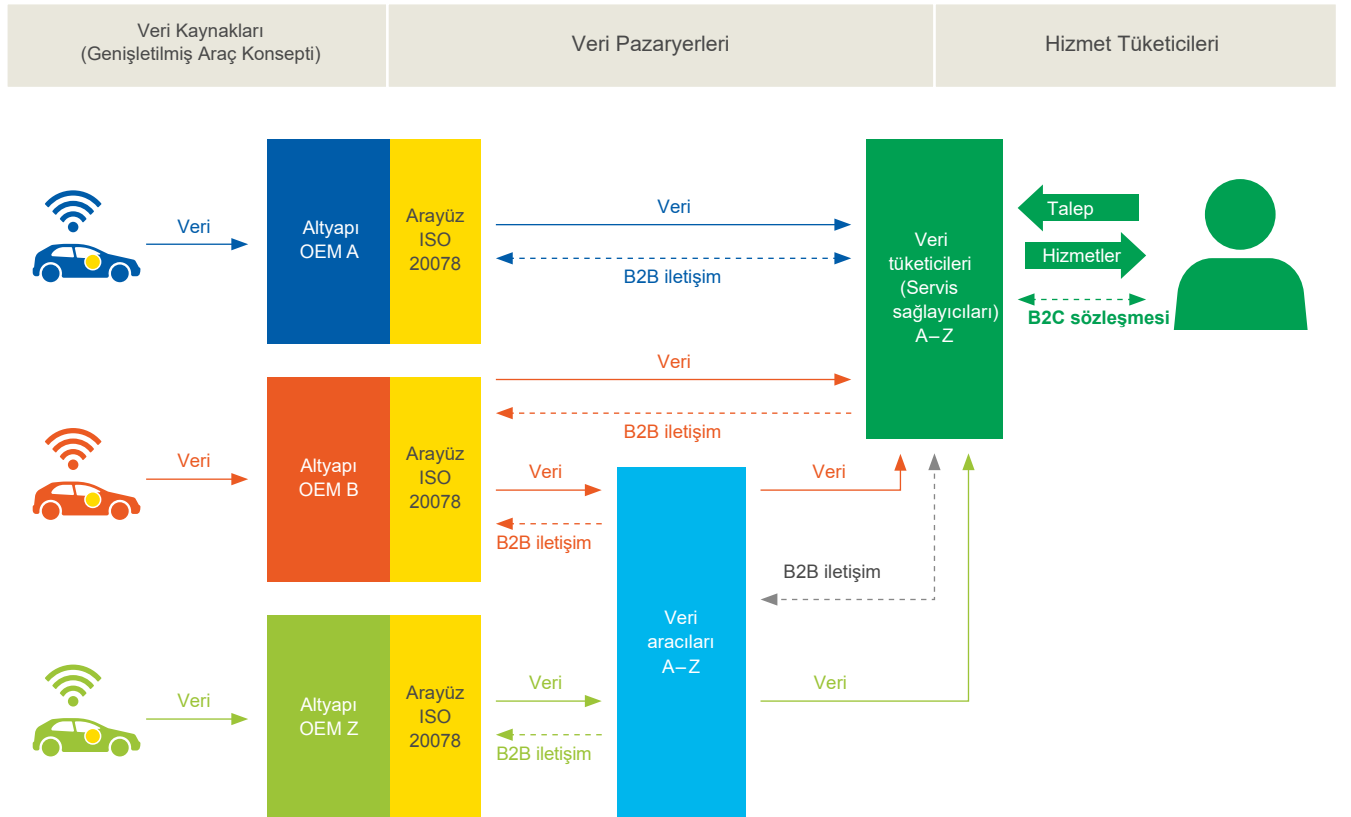 Veri Kaynakları
(Genişletilmiş Araç Konsepti)
Veri Pazaryerleri
Hizmet Tüketicileri
Veri
Altyapı
OEM A
Arayüz
ISO
20078
Veri
B2B iletişim
Veri
tüketicileri
(Servis
sağlayıcıları)
A–Z
Talep
Hizmetler
B2C sözleşmesi
Veri
Altyapı
OEM B
Arayüz
ISO
20078
Veri
B2B iletişim
Veri
B2B iletişim
Veri
B2B iletişim
Veri
aracıları
A–Z
Veri
Altyapı
OEM Z
Arayüz
ISO
20078
Veri
B2B iletişim
Veri